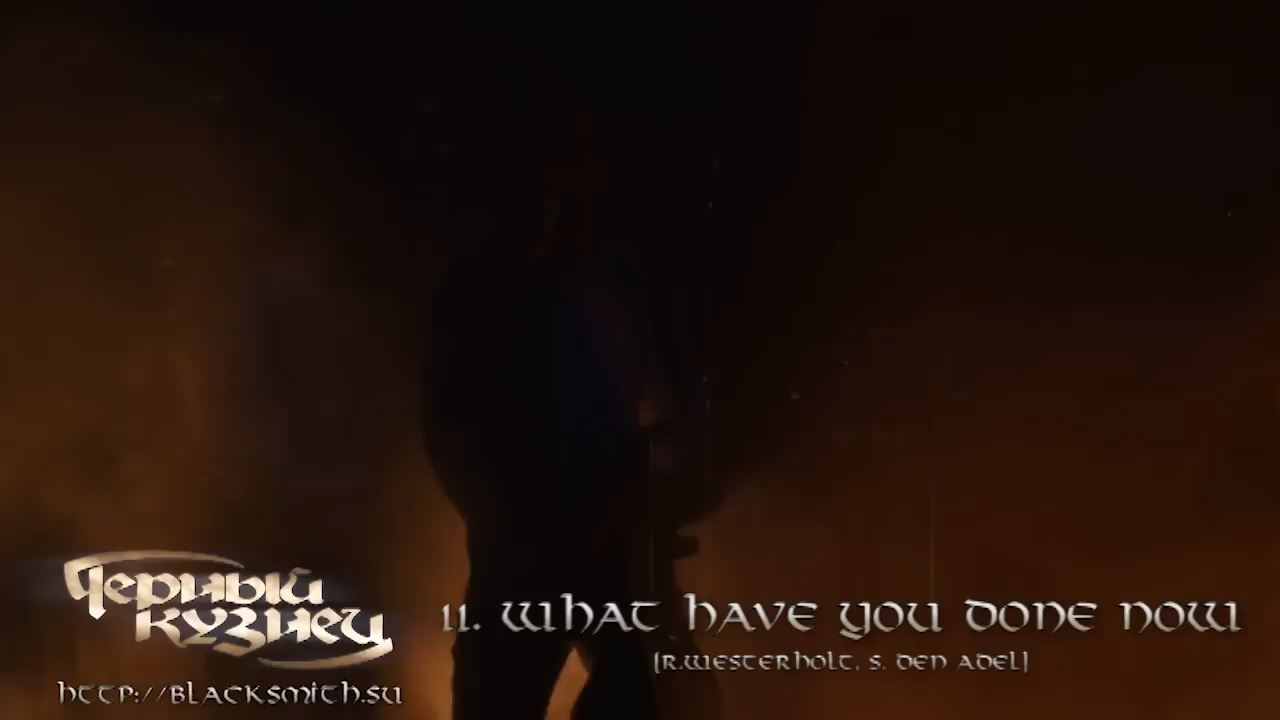 Черный
Кузнец
http://blacksmith.su
11. What have you done now
(R.Westerholt, S. den Adel)